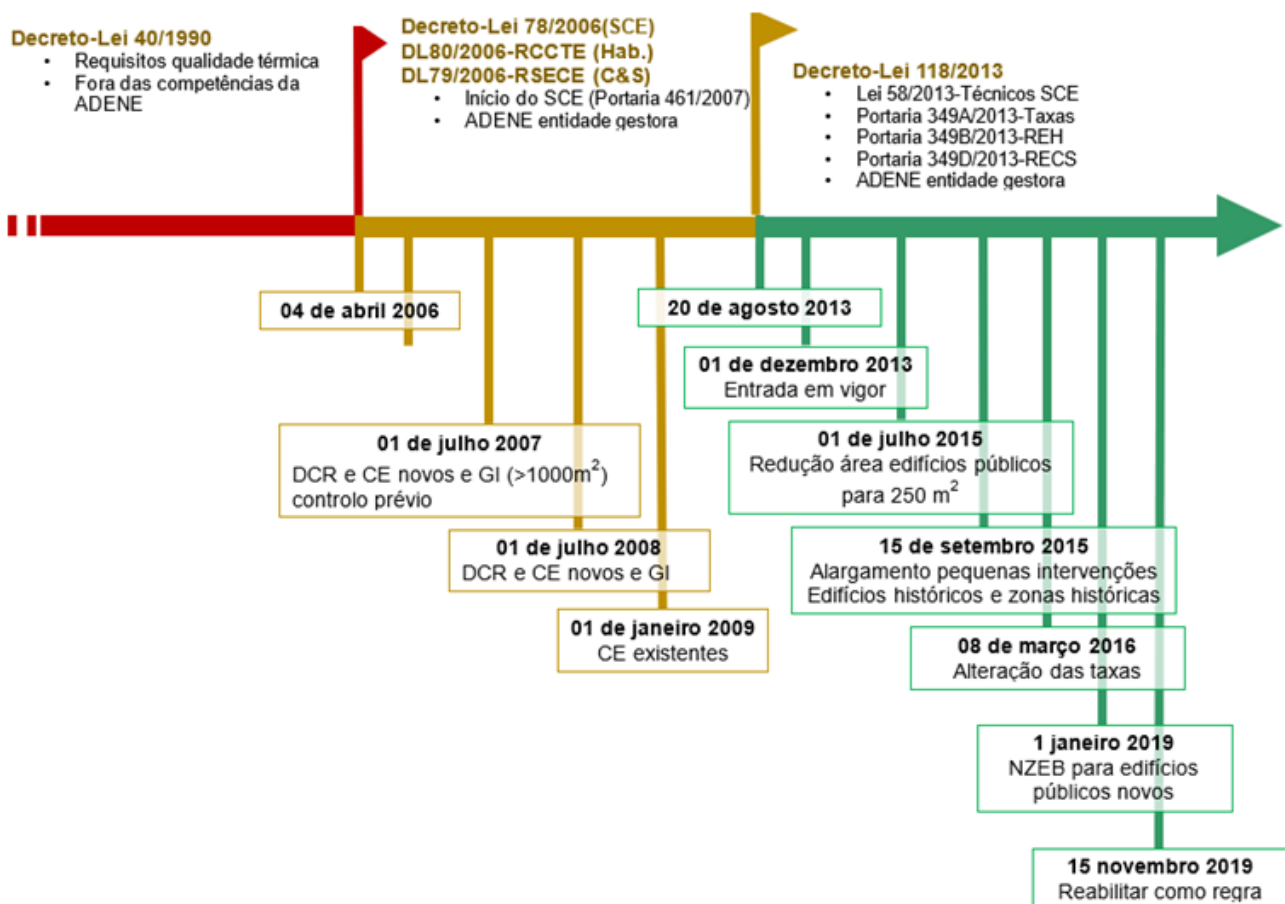 Decreto-Lei 40/1990
• Requisitos qualidade térmica
• Fora das competências da
ADENE
Decreto-Lei 78/2006(SCE)
DL80/2006-RCCTE (Hab.)
DL79/2006-RSECE (C&S)
• Início do SCE (Portaria 461/2007)
• ADENE entidade gestora
Decreto-Lei 118/2013
• Lei 58/2013-Técnicos SCE
• Portaria 349A/2013-Taxas
• Portaria 349B/2013-REH
• Portaria 349D/2013-RECS
• ADENE entidade gestora
04 de abril 2006
01 de julho 2007
DCR e CE novos e GI (>1000m²)
controlo prévio
01 de julho 2008
DCR e CE novos e GI
01 de janeiro 2009
CE existentes
20 de agosto 2013
01 de dezembro 2013
Entrada em vigor
01 de julho 2015
Redução área edifícios públicos
para 250 m²
15 de setembro 2015
Alargamento pequenas intervenções
Edifícios históricos e zonas históricas
08 de março 2016
Alteração das taxas
1 janeiro 2019
NZEB para edifícios
públicos novos
15 novembro 2019
Reabilitar como regra